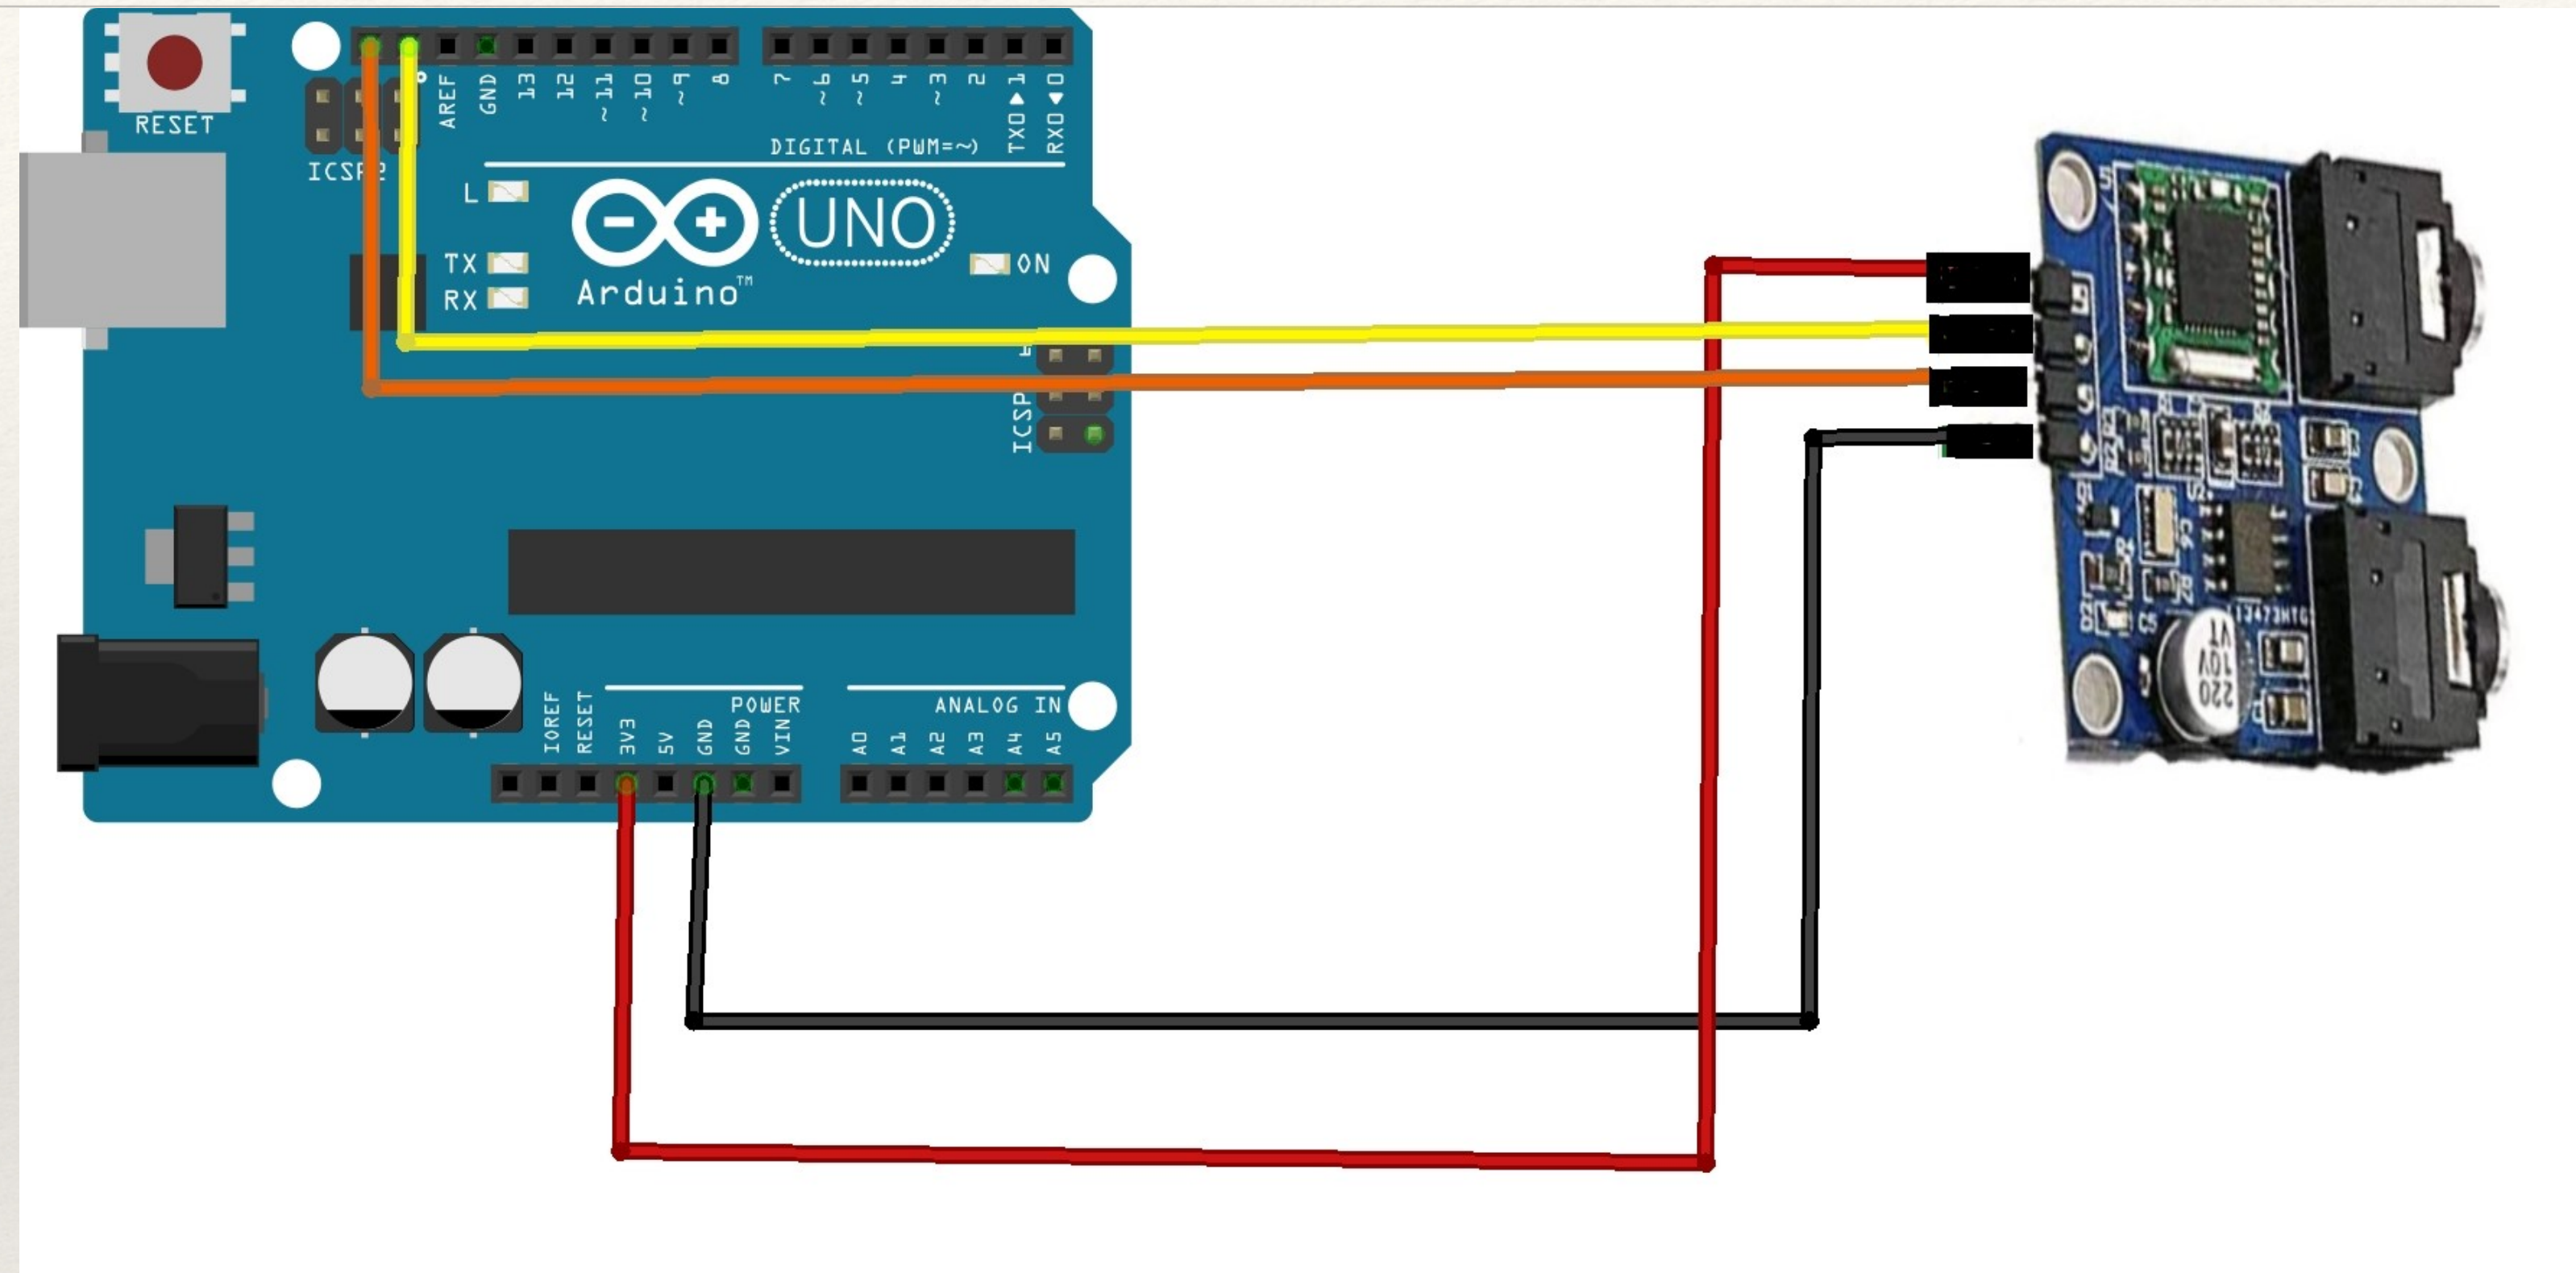 RESET
ICSP2
AREF
GND
13
12
~11
~10
~9
8
7
~6
~5
4
~3
2
TX0▶1
RX0◀0
DIGITAL (PWM=~)
L
TX
RX
UNO
Arduino™
ON
ICSP
IOREF
RESET
3V3
5V
GND
GND
VIN
POWER
A0
A1
A2
A3
A4
A5
ANALOG IN
C5
220
10V
VT